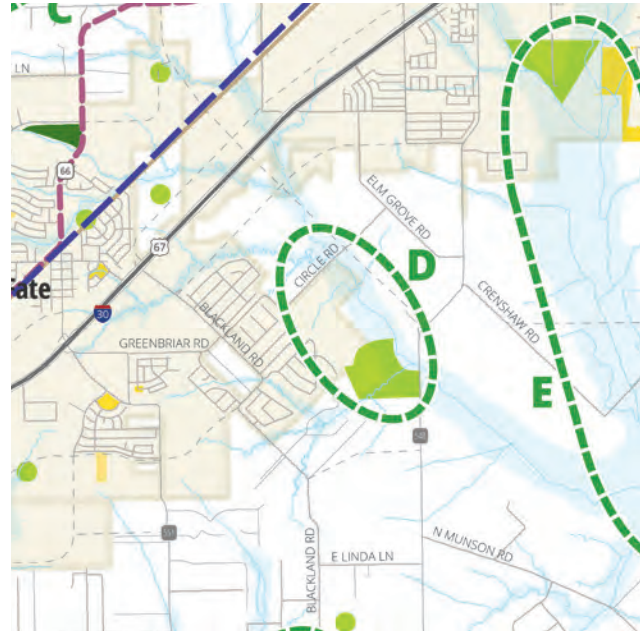 C
LN
66
ELM GROVE RD
67
CIRCLE RD
D
ate
30
BLACKLAND RD
GREENBRIAR RD
CRENSHAW RD
E
548
551
N MUNSON RD
E LINDA LN
BLACKLAND RD